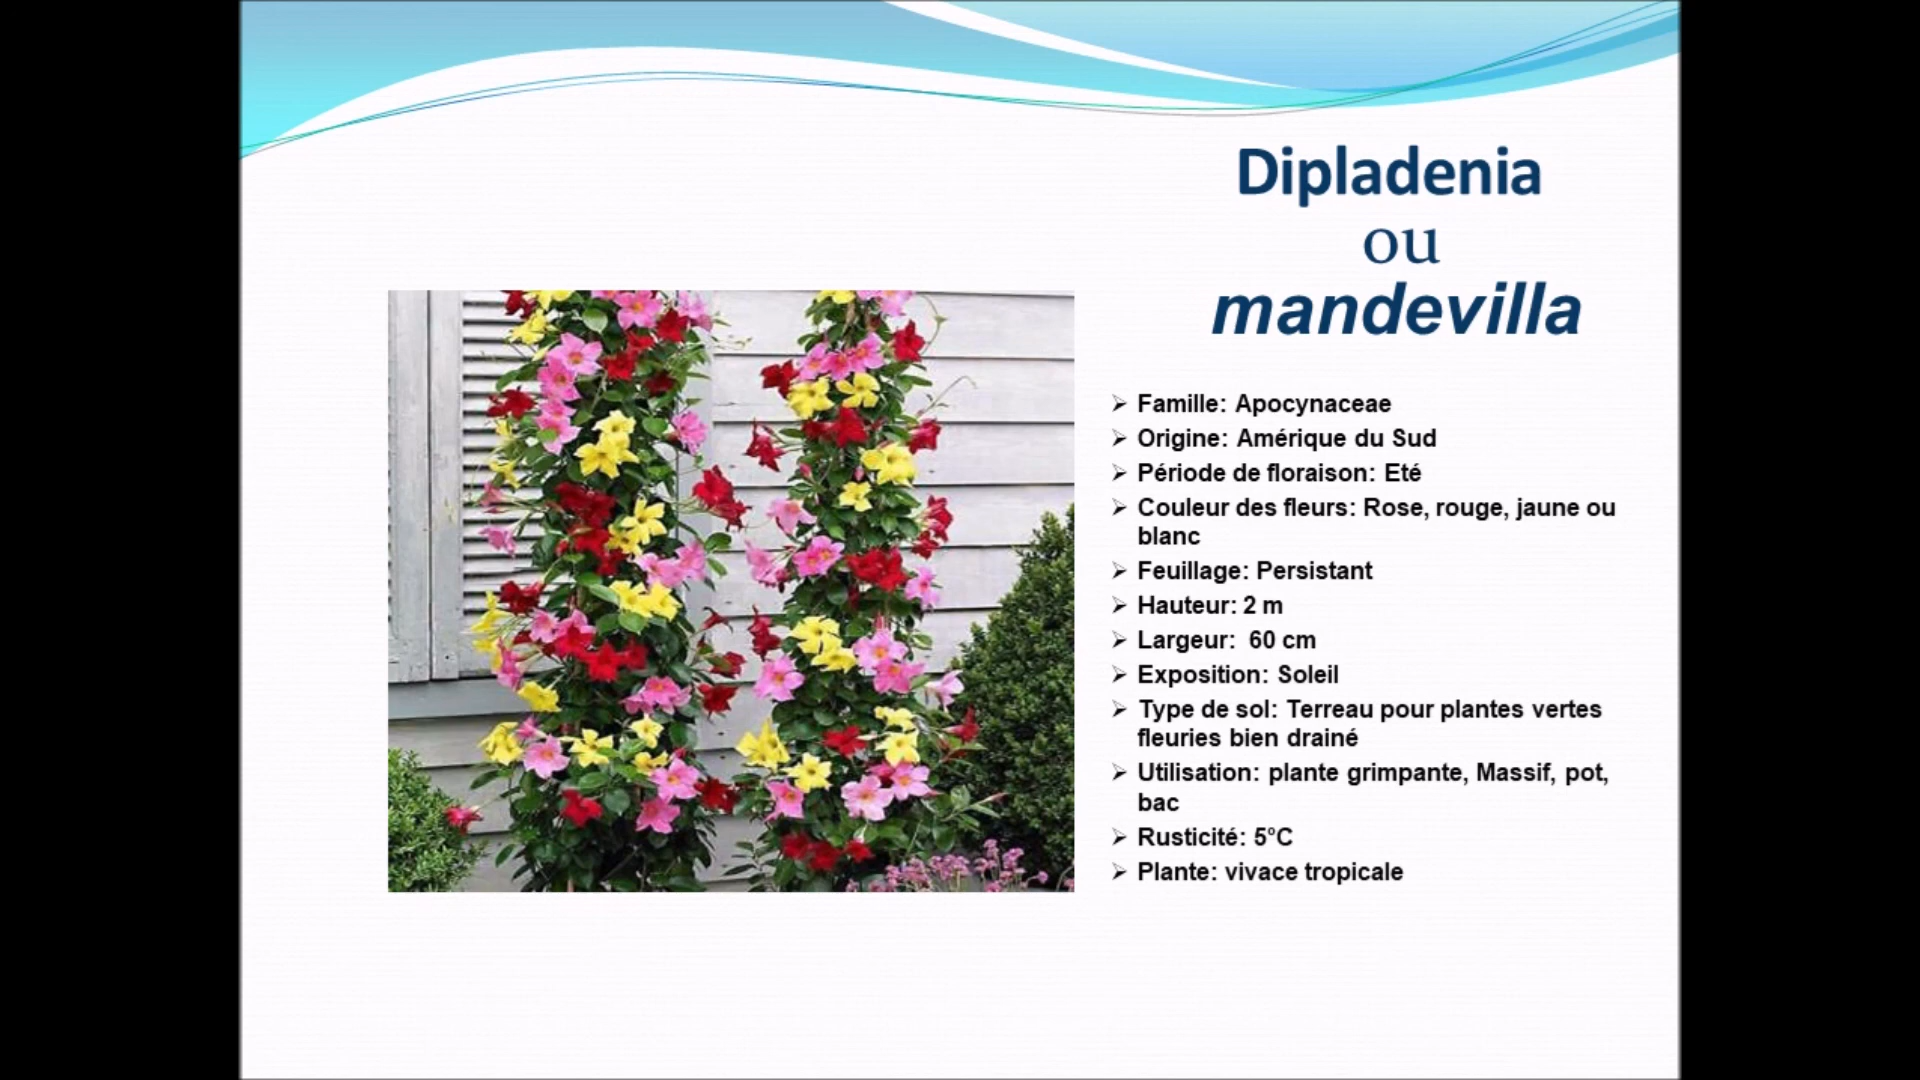 Dipladenia
ou
mandevilla
Famille: Apocynaceae
Origine: Amérique du Sud
Période de floraison: Eté
Couleur des fleurs: Rose, rouge, jaune ou
blanc
Feuillage: Persistant
Hauteur: 2 m
Largeur:  60 cm
Exposition: Soleil
Type de sol: Terreau pour plantes vertes
fleuries bien drainé
Utilisation: plante grimpante, Massif, pot,
bac
Rusticité: 5°C
Plante: vivace tropicale